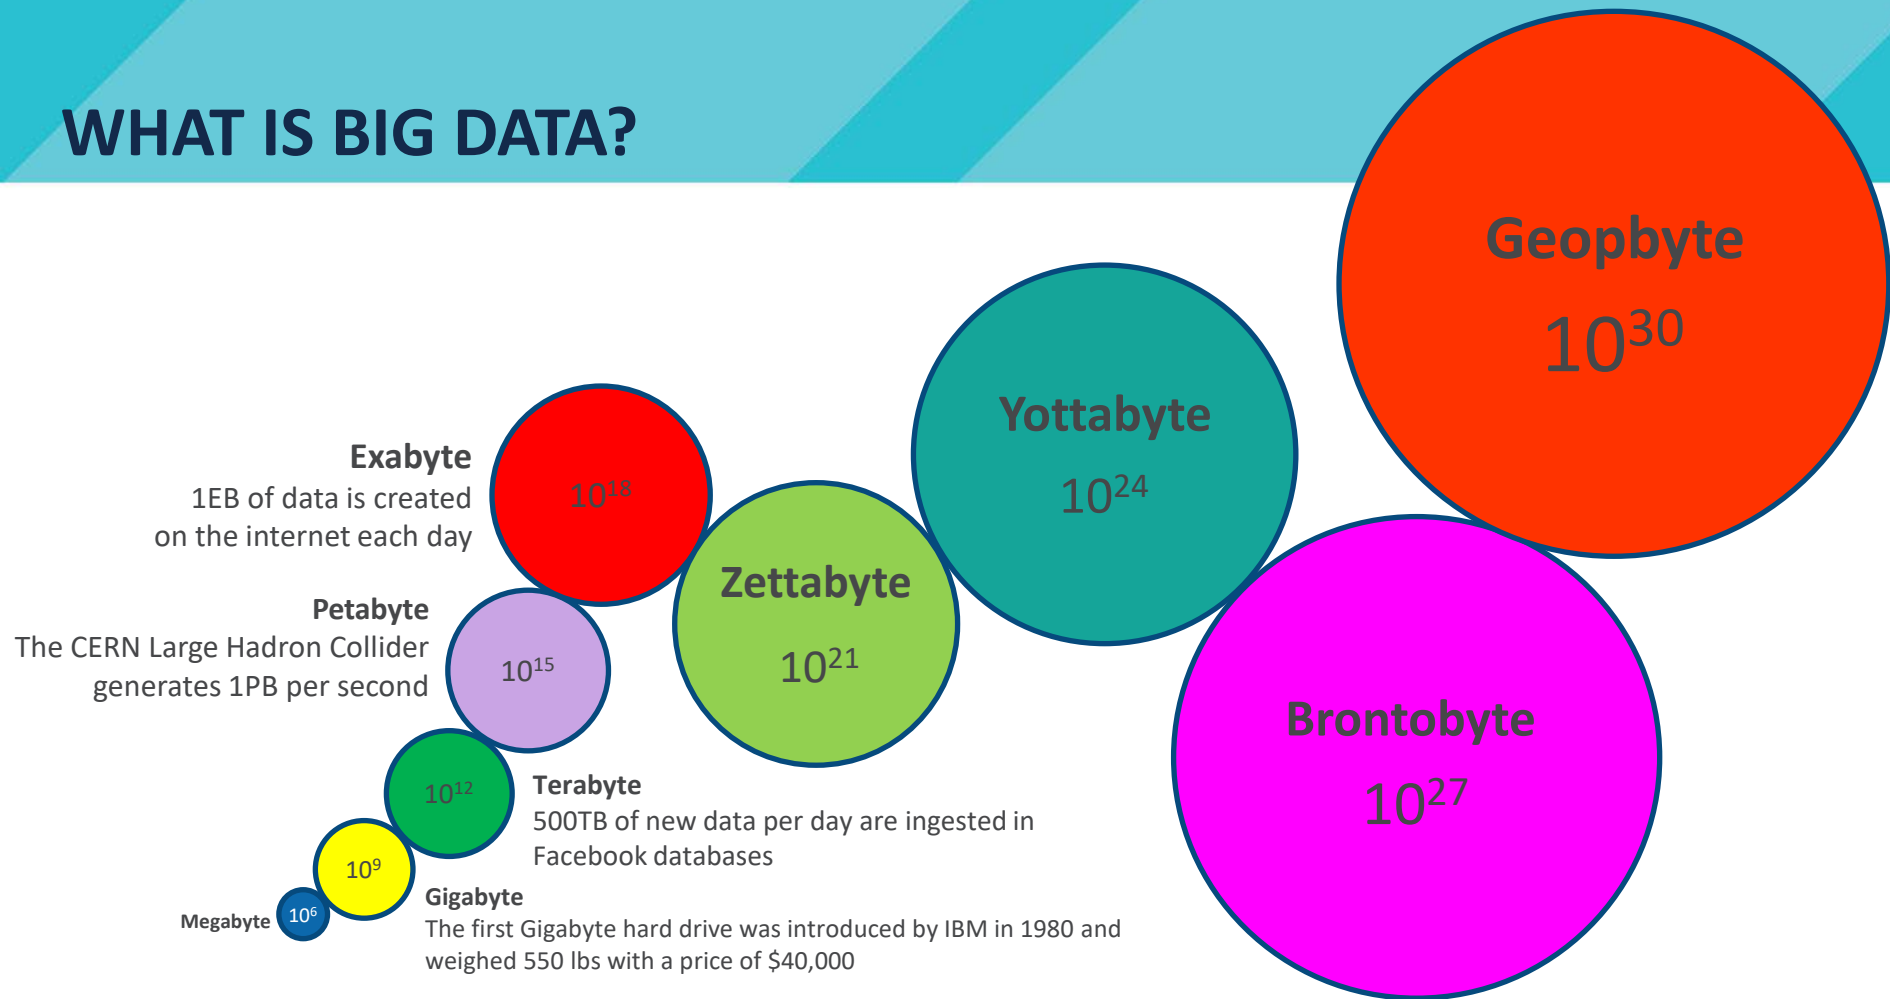 WHAT IS BIG DATA?
Geopbyte
10³⁰
Yottabyte
10²⁴
Exabyte
1EB of data is created
on the internet each day
10¹⁸
Zettabyte
10²¹
Petabyte
The CERN Large Hadron Collider
generates 1PB per second
10¹⁵
Brontobyte
10²⁷
10¹²
Terabyte
500TB of new data per day are ingested in
Facebook databases
10⁹
Gigabyte
The first Gigabyte hard drive was introduced by IBM in 1980 and
weighed 550 lbs with a price of $40,000
Megabyte
10⁶